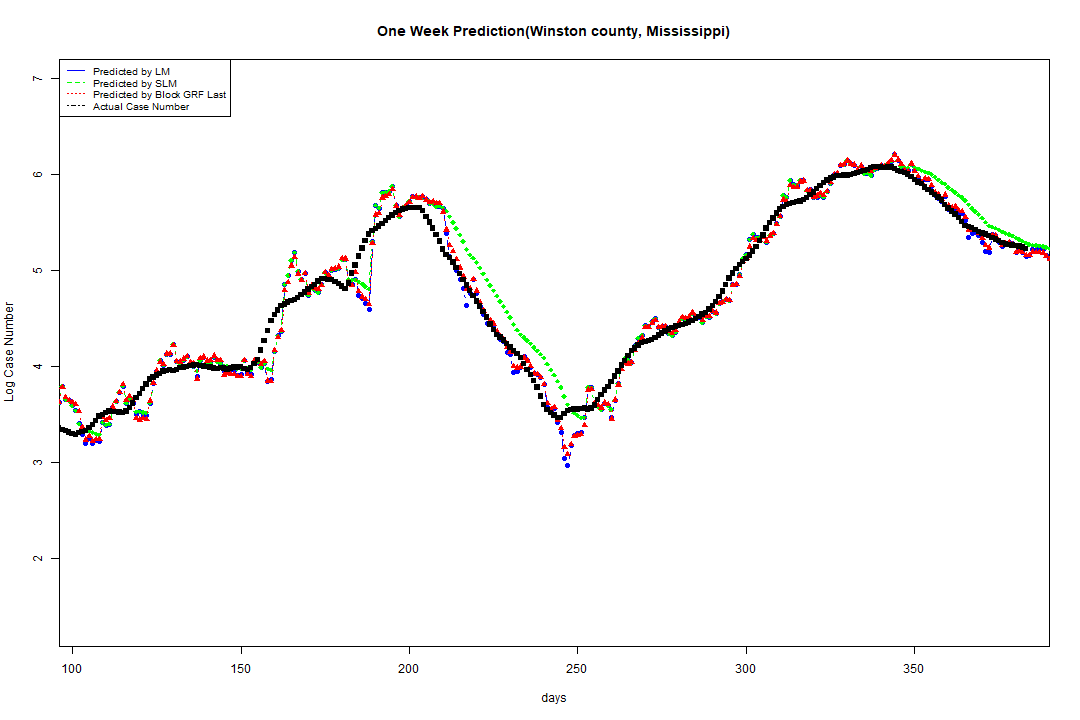 One Week Prediction(Winston county, Mississippi)
Predicted by LM
Predicted by SLM
Predicted by Block GRF Last
Actual Case Number
7
6
5
4
3
2
Log Case Number
100 150 200 250 300 350
days